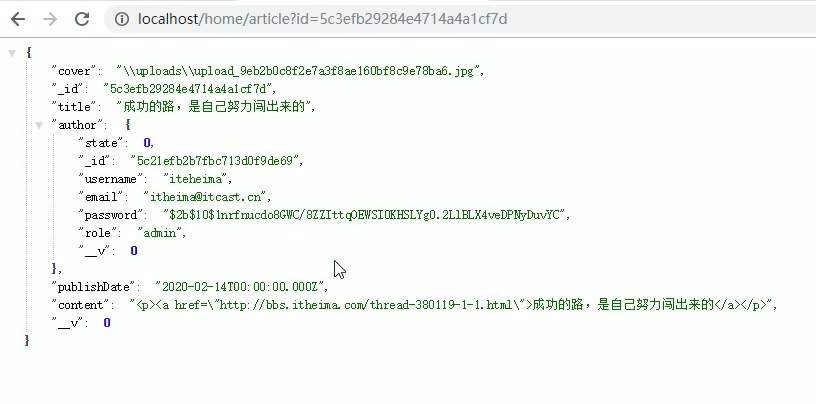 localhost/home/article?id=5c3efb29284e4714a4a1cf7d
{
"cover": "\\uploads\\upload_9eb2b0c8f2e7a3f8ae160bf8c9e78ba6.jpg",
"_id": "5c3efb29284e4714a4a1cf7d",
"title": "成功的路，是自己努力闯出来的",
"author": {
"state": 0,
"_id": "5c21efb2b7fbc713d0f9de69",
"username": "iteheima",
"email": "itheima@itcast.cn",
"password": "$2b$10$1nrfnucdo8GWC/8ZZIttqOEWSIOKHSLYg0.2LlBLX4veDPNyDuvYC",
"role": "admin",
"__v": 0
},
"publishDate": "2020-02-14T00:00:00.000Z",
"content": "<p><a href=\"http://bbs.itheima.com/thread-380119-1-1.html\">成功的路，是自己努力闯出来的</a></p>",
"__v": 0
}